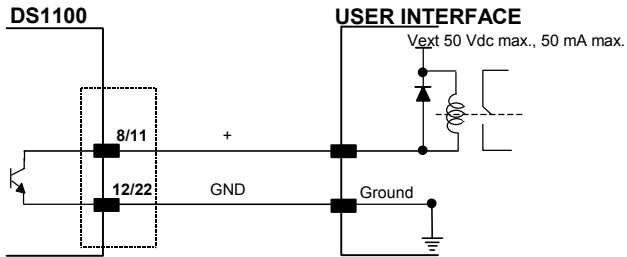 DS1100
USER INTERFACE
Vext 50 Vdc max., 50 mA max.
8/11
+
12/22
GND
Ground